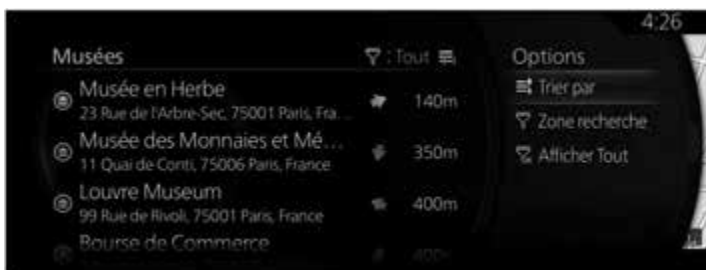 4:26
Musées
: Tout
Options
Musée en Herbe
23 Rue de l'Arbre-Sec, 75001 Paris, Fra...
140m
Musée des Monnaies et Mé...
11 Quai de Conti, 75006 Paris, France
350m
Louvre Museum
99 Rue de Rivoli, 75001 Paris, France
400m
Bourse de Commerce
400m
Trier par
Zone recherche
Afficher Tout